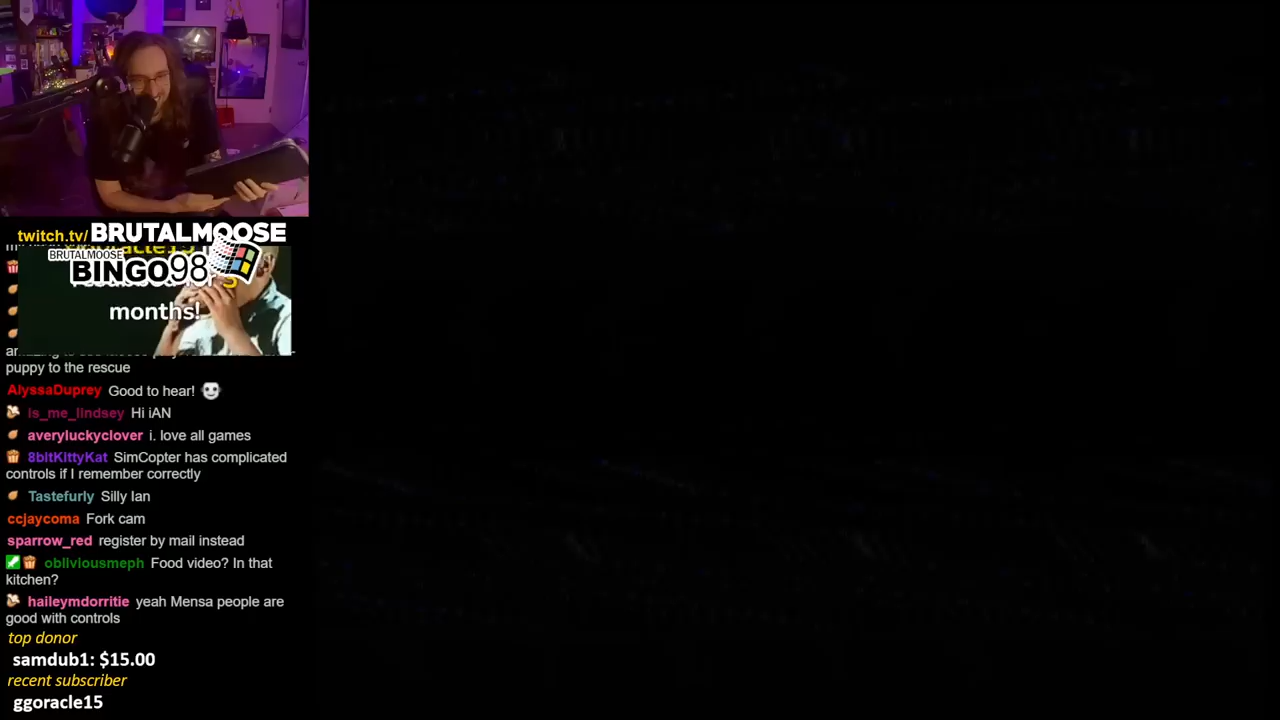 twitch.tv/BRUTALMOOSE
BRUTALMOOSE
BINGO98
months!
puppy to the rescue
AlyssaDuprey Good to hear!
is_me_lindsey Hi iAN
averyluckyclover i. love all games
8bitKittyKat SimCopter has complicated
controls if I remember correctly
Tastefurly Silly Ian
ccjaycoma Fork cam
sparrow_red register by mail instead
obliviousmeph Food video? In that
kitchen?
haileymdorritie yeah Mensa people are
good with controls
top donor
samdub1: $15.00
recent subscriber
ggoracle15